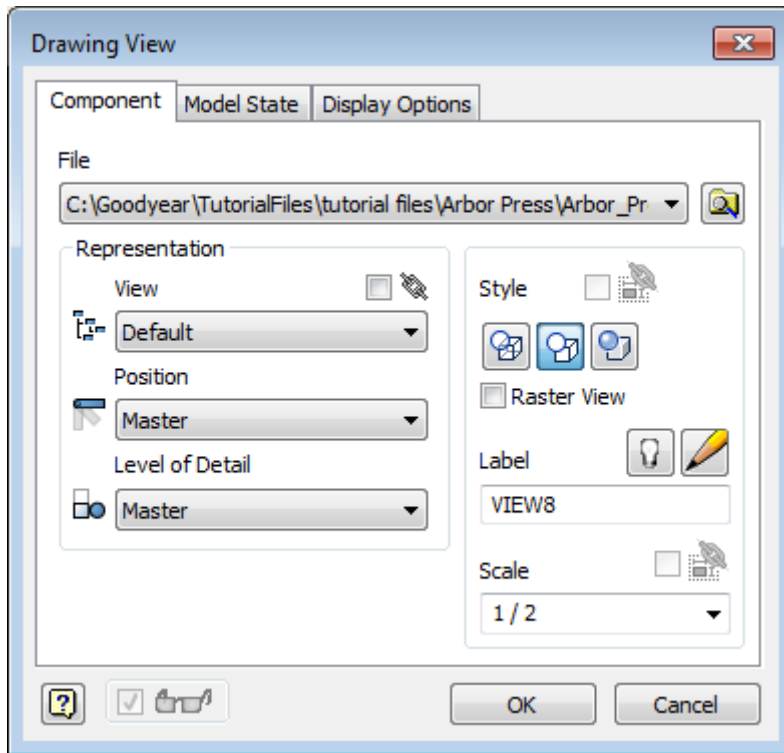 Drawing View
Component Model State Display Options
File
C:\Goodyear\TutorialFiles\tutorial files\Arbor Press\Arbor_Pr
Representation
View
Default
Position
Master
Level of Detail
Master
Style
Raster View
Label
VIEW8
Scale
1 / 2
OK Cancel